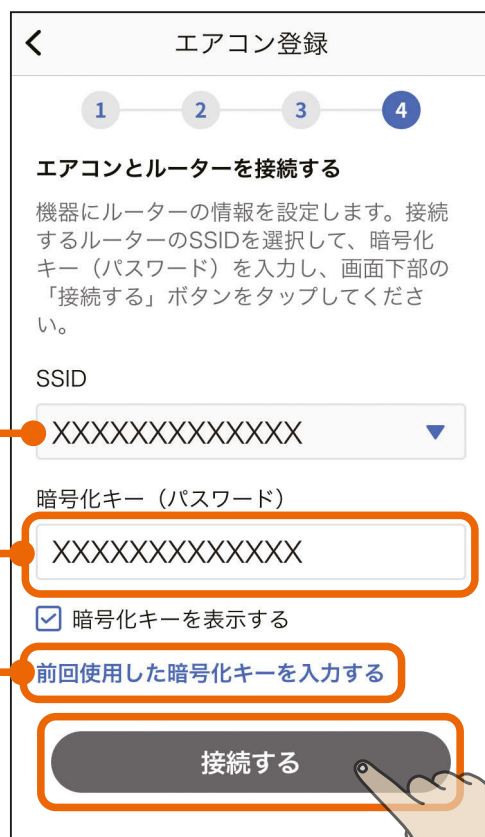 エアコン登録
1 2 3 4
エアコンとルーターを接続する
機器にルーターの情報を設定します。接続
するルーターのSSIDを選択して、暗号化
キー（パスワード）を入力し、画面下部の
「接続する」ボタンをタップしてくださ
い。
SSID
XXXXXXXXXXXXX
暗号化キー（パスワード）
XXXXXXXXXXXXX
暗号化キーを表示する
前回使用した暗号化キーを入力する
接続する